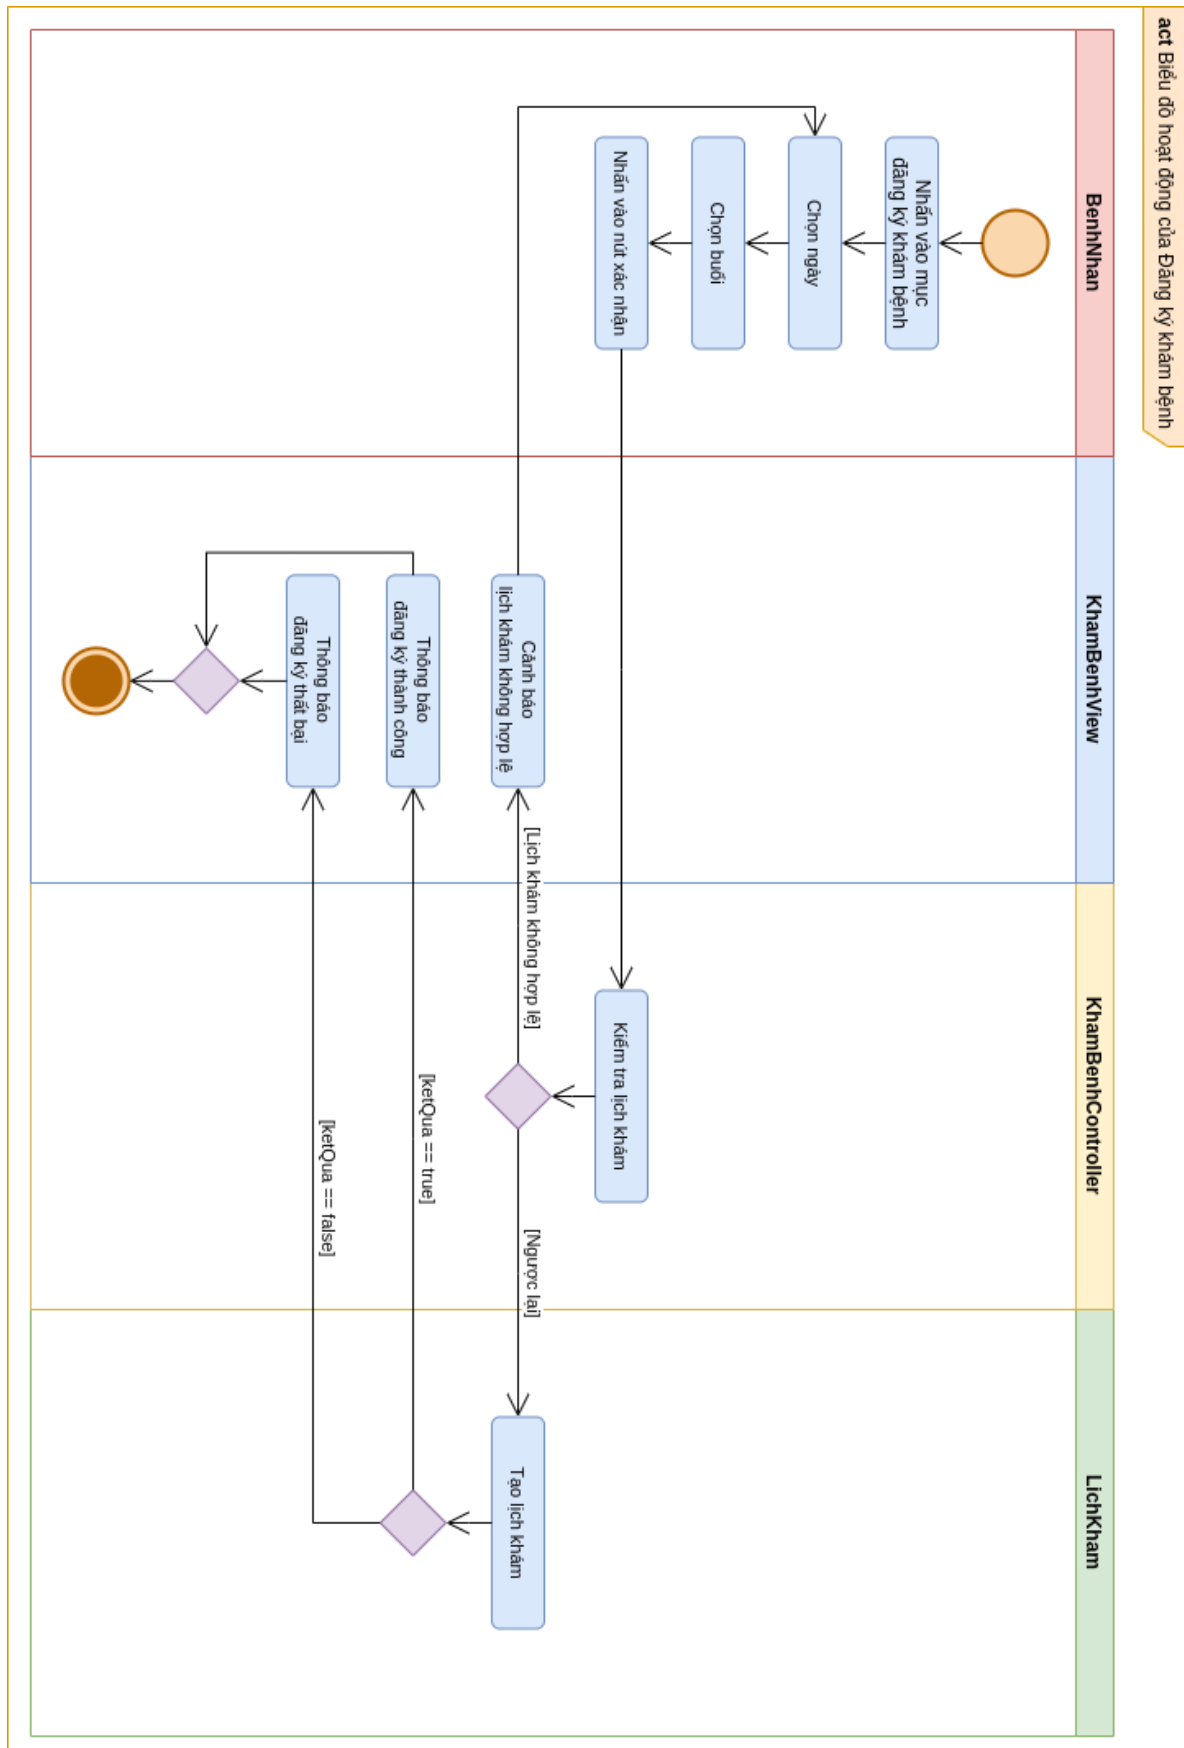 act Biểu đồ hoạt động của Đăng ký khám bệnh
BenhNhan
KhamBenhView
KhamBenhController
LichKham
Nhấn vào mục
đăng ký khám bệnh
Chọn ngày
Chọn buổi
Nhấn vào nút xác nhận
Kiểm tra lịch khám
Cảnh báo
lịch khám không hợp lệ
[Lịch khám không hợp lệ]
[Ngược lại]
Tạo lịch khám
Thông báo
đăng ký thành công
[ketQua == true]
Thông báo
đăng ký thất bại
[ketQua == false]